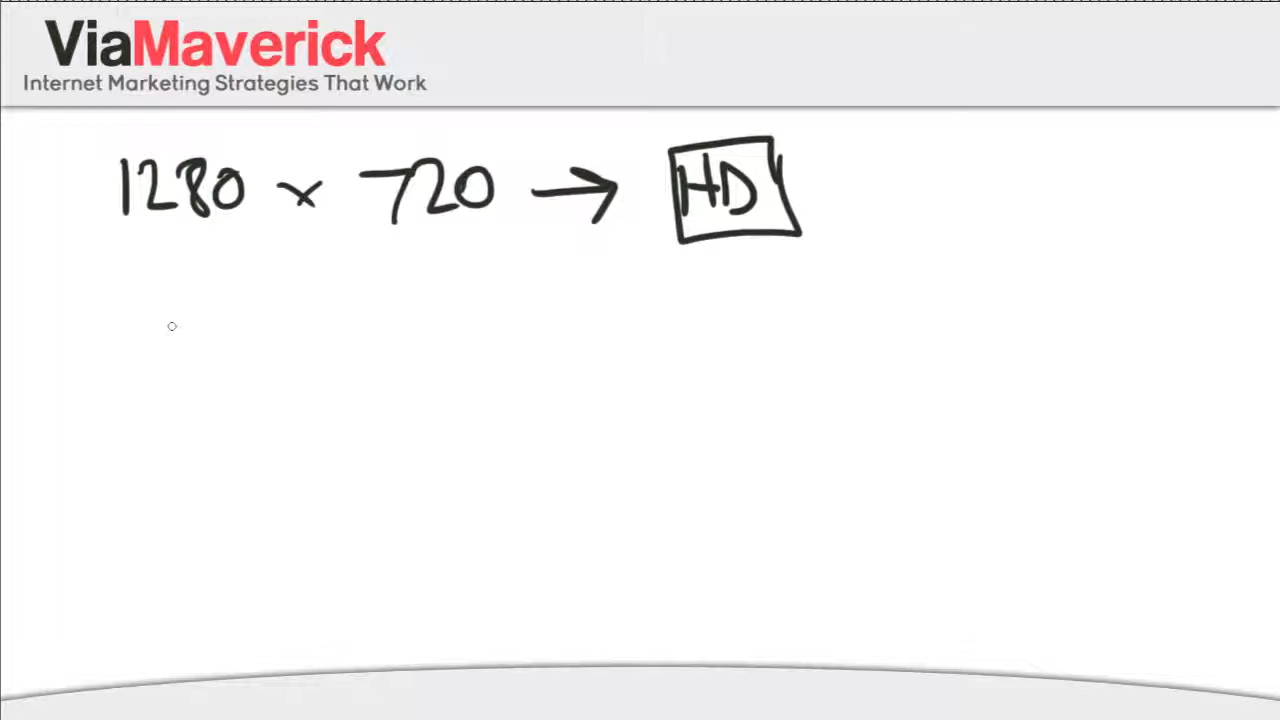 ViaMaverick
Internet Marketing Strategies That Work
1280 × 720 → HD